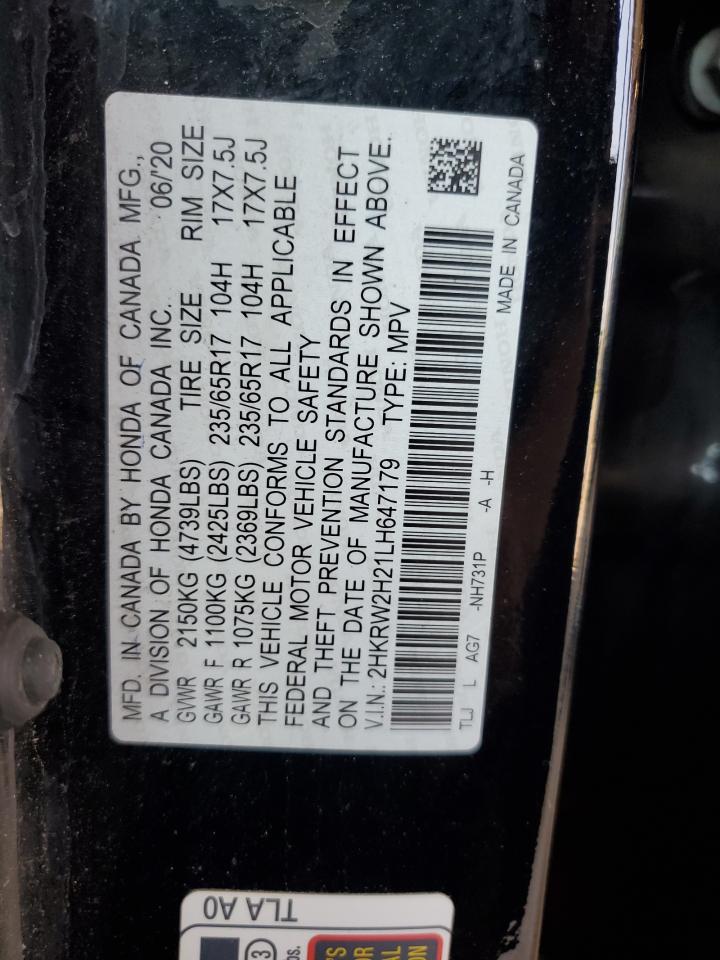 MFD. IN CANADA BY HONDA OF CANADA MFG.,
A DIVISION OF HONDA CANADA INC. 06/'20
GVWR 2150KG (4739LBS) TIRE SIZE RIM SIZE
GAWR F 1100KG (2425LBS) 235/65R17 104H 17X7.5J
GAWR R 1075KG (2369LBS) 235/65R17 104H 17X7.5J
THIS VEHICLE CONFORMS TO ALL APPLICABLE
FEDERAL MOTOR VEHICLE SAFETY
AND THEFT PREVENTION STANDARDS IN EFFECT
ON THE DATE OF MANUFACTURE SHOWN ABOVE.
V.I.N.: 2HKRW2H21LH647179 TYPE: MPV
TLJ L AG7 -NH731P -A -H
MADE IN CANADA
TLA A0
3